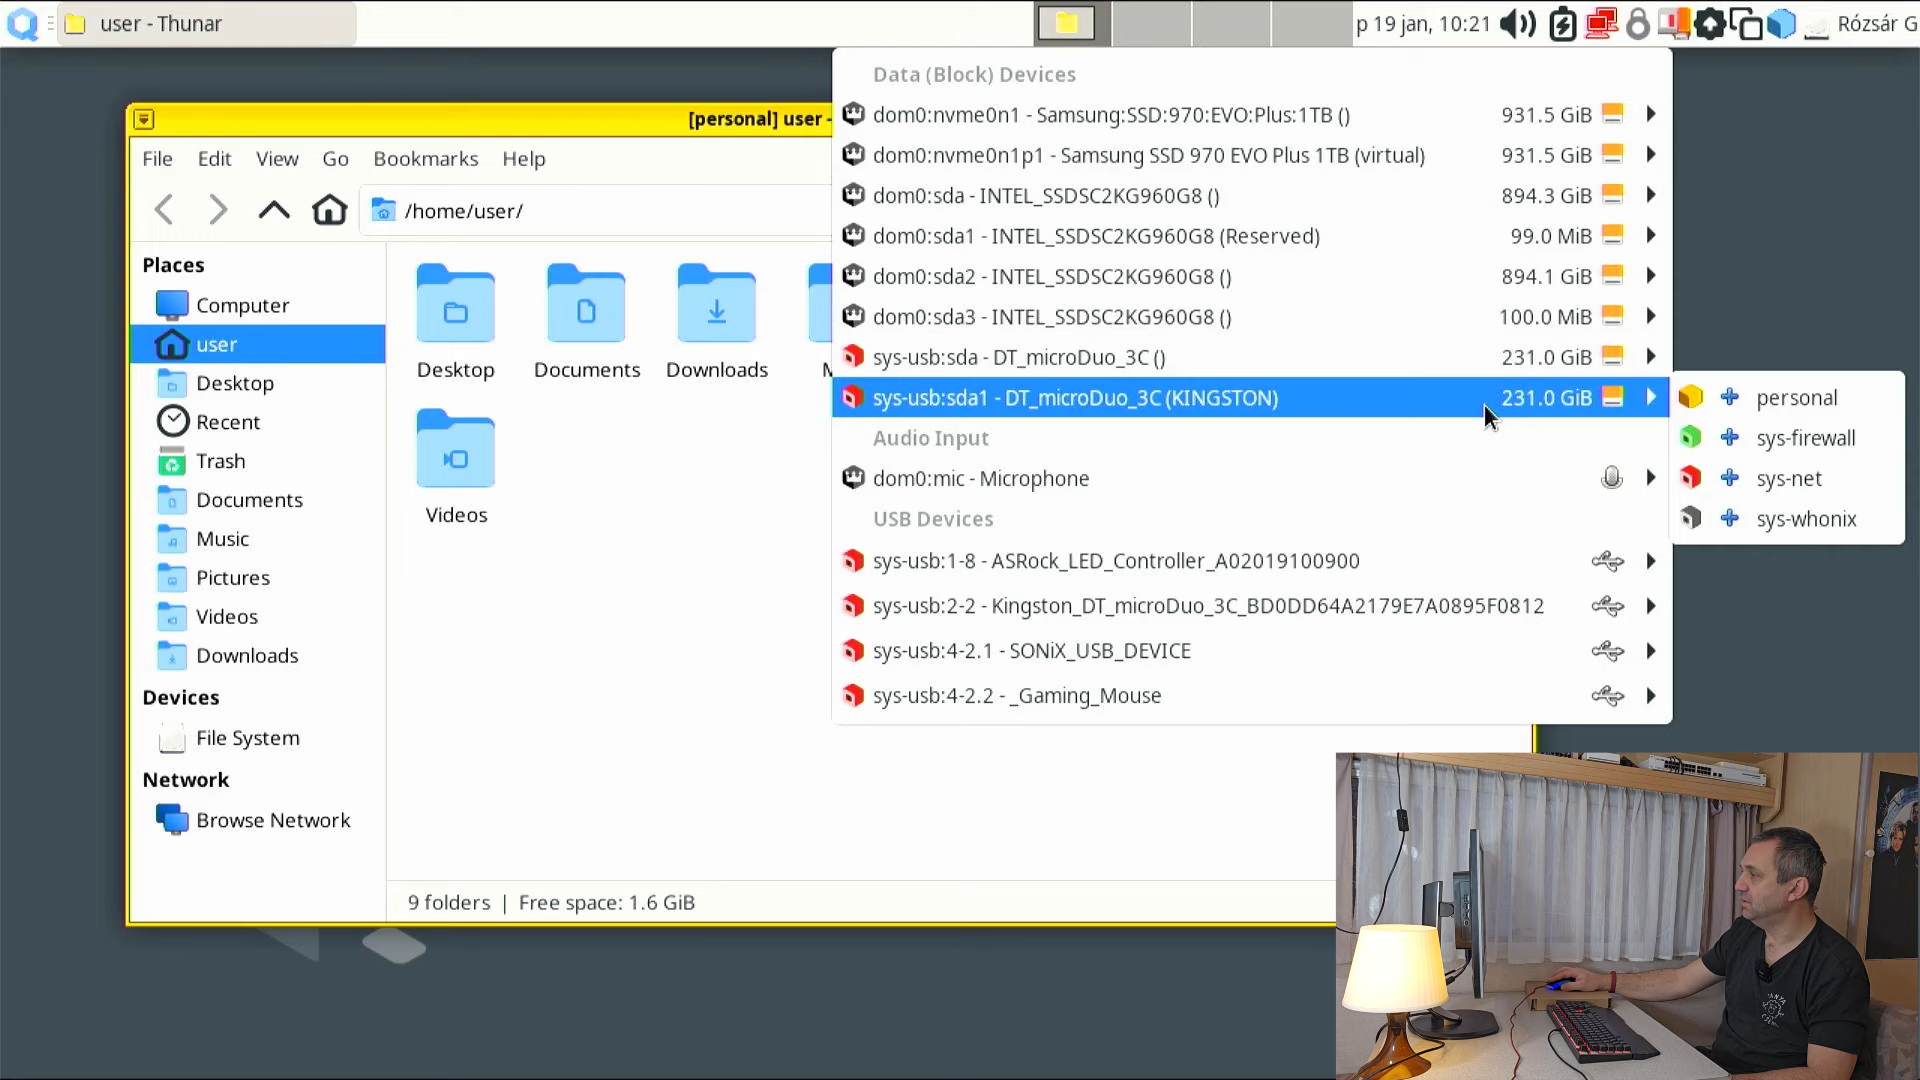 user - Thunar
p 19 jan, 10:21
Rózsár G
[personal] user -
File Edit View Go Bookmarks Help
/home/user/
Places
Computer
user
Desktop
Recent
Trash
Documents
Music
Pictures
Videos
Downloads
Devices
File System
Network
Browse Network
Desktop
Documents
Downloads
M
Videos
9 folders | Free space: 1.6 GiB
Data (Block) Devices
dom0:nvme0n1 - Samsung:SSD:970:EVO:Plus:1TB () 931.5 GiB
dom0:nvme0n1p1 - Samsung SSD 970 EVO Plus 1TB (virtual) 931.5 GiB
dom0:sda - INTEL_SSDSC2KG960G8 () 894.3 GiB
dom0:sda1 - INTEL_SSDSC2KG960G8 (Reserved) 99.0 MiB
dom0:sda2 - INTEL_SSDSC2KG960G8 () 894.1 GiB
dom0:sda3 - INTEL_SSDSC2KG960G8 () 100.0 MiB
sys-usb:sda - DT_microDuo_3C () 231.0 GiB
sys-usb:sda1 - DT_microDuo_3C (KINGSTON) 231.0 GiB
Audio Input
dom0:mic - Microphone
USB Devices
sys-usb:1-8 - ASRock_LED_Controller_A02019100900
sys-usb:2-2 - Kingston_DT_microDuo_3C_BD0DD64A2179E7A0895F0812
sys-usb:4-2.1 - SONiX_USB_DEVICE
sys-usb:4-2.2 - _Gaming_Mouse
personal
sys-firewall
sys-net
sys-whonix